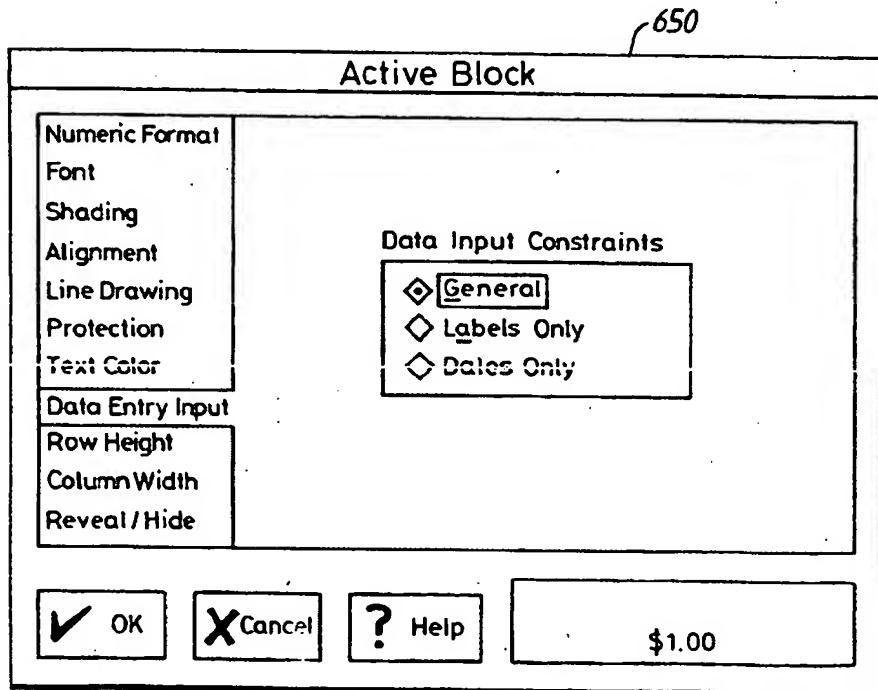 650
Active Block
Numeric Format
Font
Shading
Alignment
Line Drawing
Protection
Text Color
Data Entry Input
Row Height
Column Width
Reveal / Hide
Data Input Constraints
General
Labels Only
Dates Only
OK
Cancel
? Help
$1.00